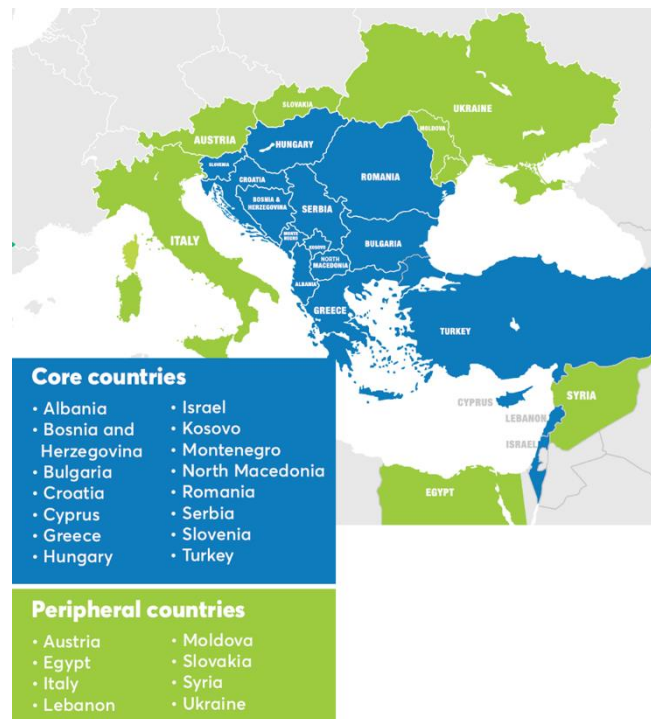 UKRAINE
SLOVAKIA
MOLDOVA
AUSTRIA
HUNGARY
SLOVENIA
CROATIA
ROMANIA
BOSNIA &
HERZEGOVINA
SERBIA
ITALY
MONTE
NEGRO
KOSOVO
BULGARIA
NORTH
MACEDONIA
ALBANIA
GREECE
TURKEY
CYPRUS
SYRIA
LEBANON
ISRAEL
EGYPT
Core countries
• Albania
• Bosnia and
Herzegovina
• Bulgaria
• Croatia
• Cyprus
• Greece
• Hungary
• Israel
• Kosovo
• Montenegro
• North Macedonia
• Romania
• Serbia
• Slovenia
• Turkey
Peripheral countries
• Austria
• Egypt
• Italy
• Lebanon
• Moldova
• Slovakia
• Syria
• Ukraine